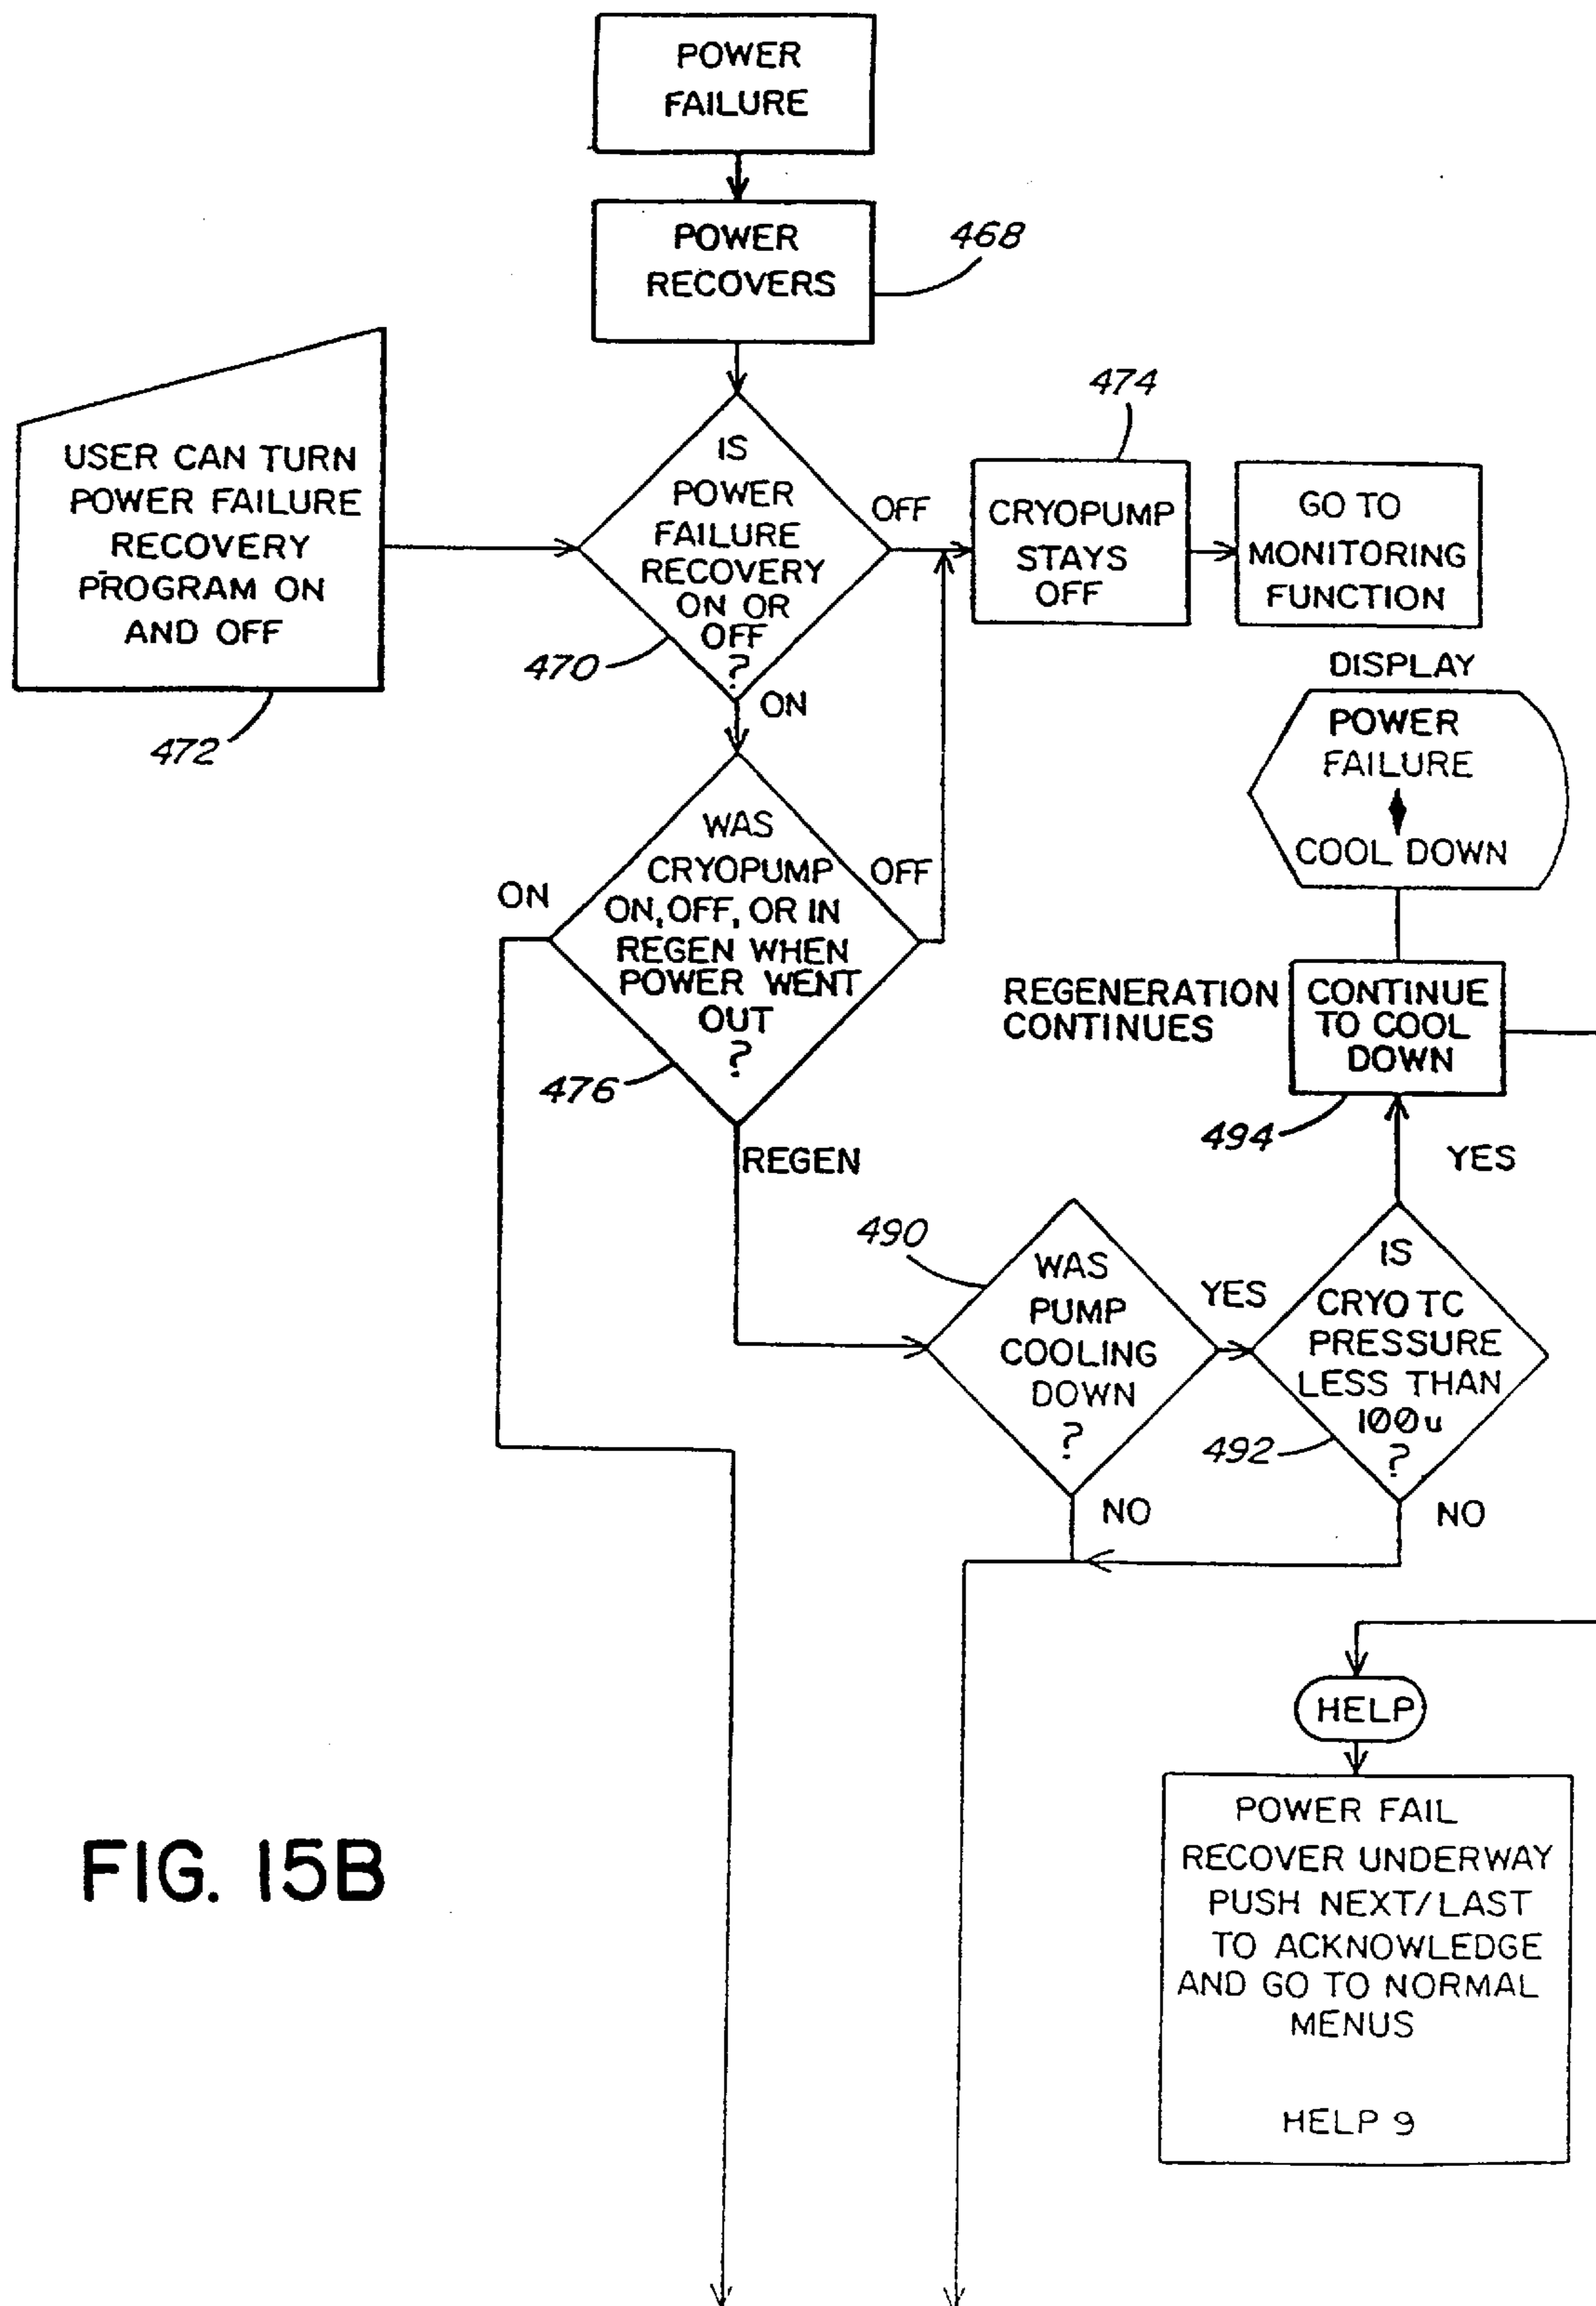 POWER
FAILURE
POWER
RECOVERS
468
USER CAN TURN
POWER FAILURE
RECOVERY
PROGRAM ON
AND OFF
472
IS
POWER
FAILURE
RECOVERY
ON OR
OFF
?
470
OFF
ON
474
CRYOPUMP
STAYS
OFF
GO TO
MONITORING
FUNCTION
DISPLAY
POWER
FAILURE
COOL DOWN
WAS
CRYOPUMP
ON, OFF, OR IN
REGEN WHEN
POWER WENT
OUT
?
476
ON
OFF
REGEN
REGENERATION
CONTINUES
CONTINUE
TO COOL
DOWN
494
YES
490
WAS
PUMP
COOLING
DOWN
?
YES
NO
IS
CRYO TC
PRESSURE
LESS THAN
100u
?
492
NO
HELP
POWER FAIL
RECOVER UNDERWAY
PUSH NEXT/LAST
TO ACKNOWLEDGE
AND GO TO NORMAL
MENUS
HELP 9
FIG. 15B